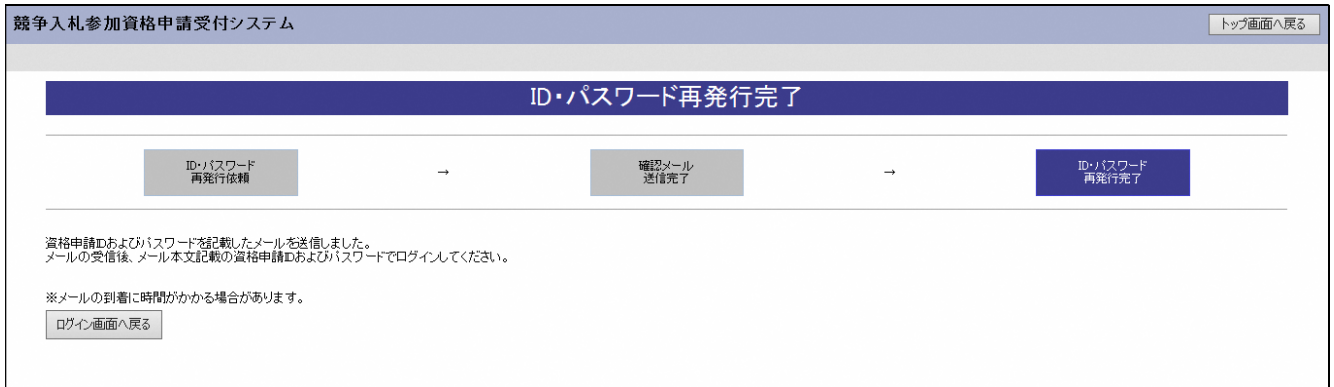 競争入札参加資格申請受付システム
トップ画面へ戻る
ID・パスワード再発行完了
ID・パスワード
再発行依頼
→
確認メール
送信完了
→
ID・パスワード
再発行完了
資格申請IDおよびパスワードを記載したメールを送信しました。
メールの受信後、メール本文記載の資格申請IDおよびパスワードでログインしてください。
※メールの到着に時間がかかる場合があります。
ログイン画面へ戻る